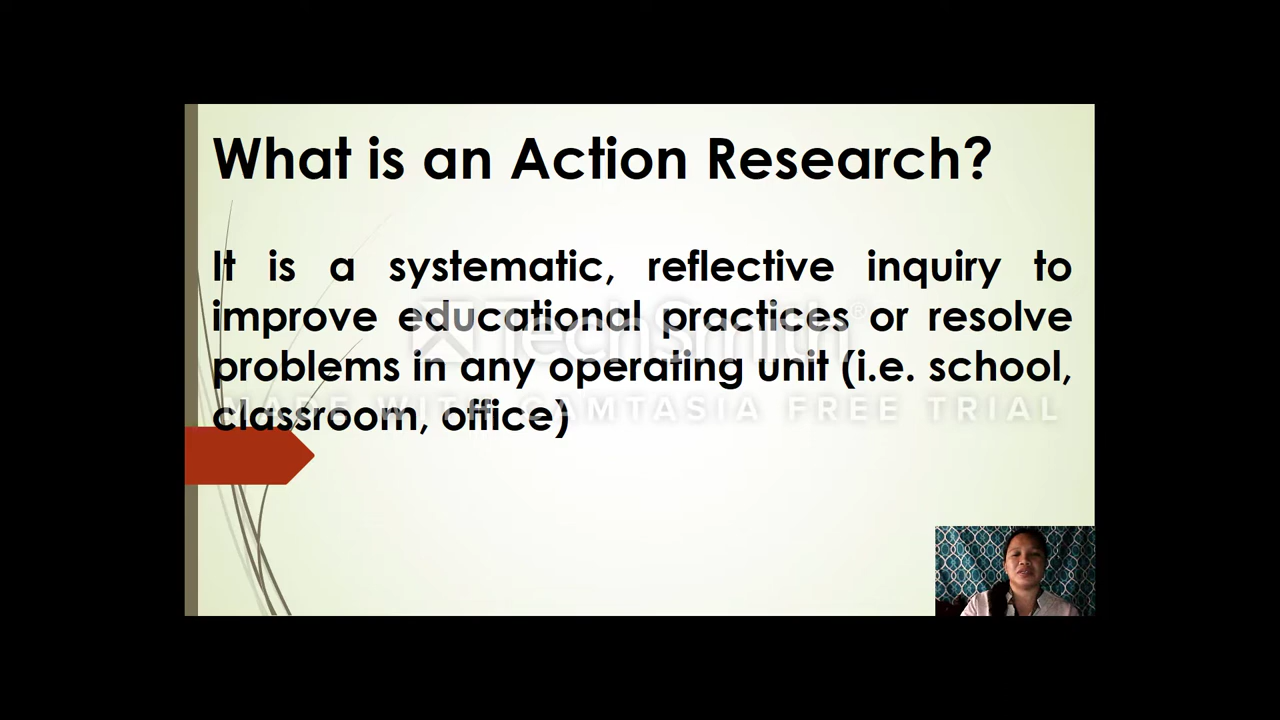 What is an Action Research?
It is a systematic, reflective inquiry to
improve educational practices or resolve
problems in any operating unit (i.e. school,
classroom, office)
TechSmith®
MADE WITH CAMTASIA FREE TRIAL